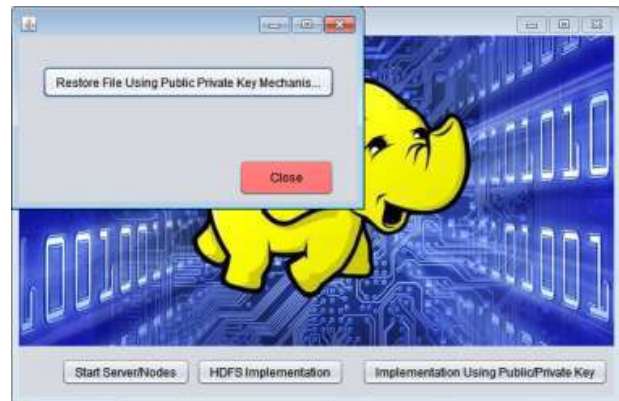 Restore File Using Public Private Key Mechanis...
Close
Start Server/Nodes
HDFS Implementation
Implementation Using Public/Private Key